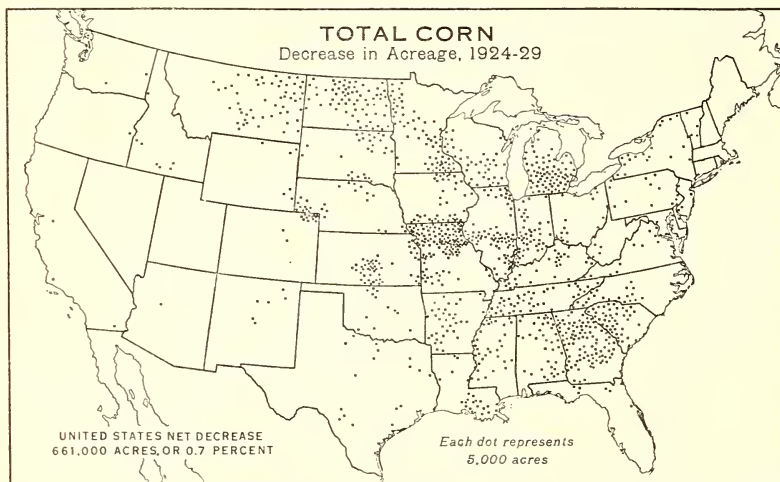 TOTAL CORN
Decrease in Acreage, 1924-29
UNITED STATES NET DECREASE
661,000 ACRES, OR 0.7 PERCENT
Each dot represents
5,000 acres